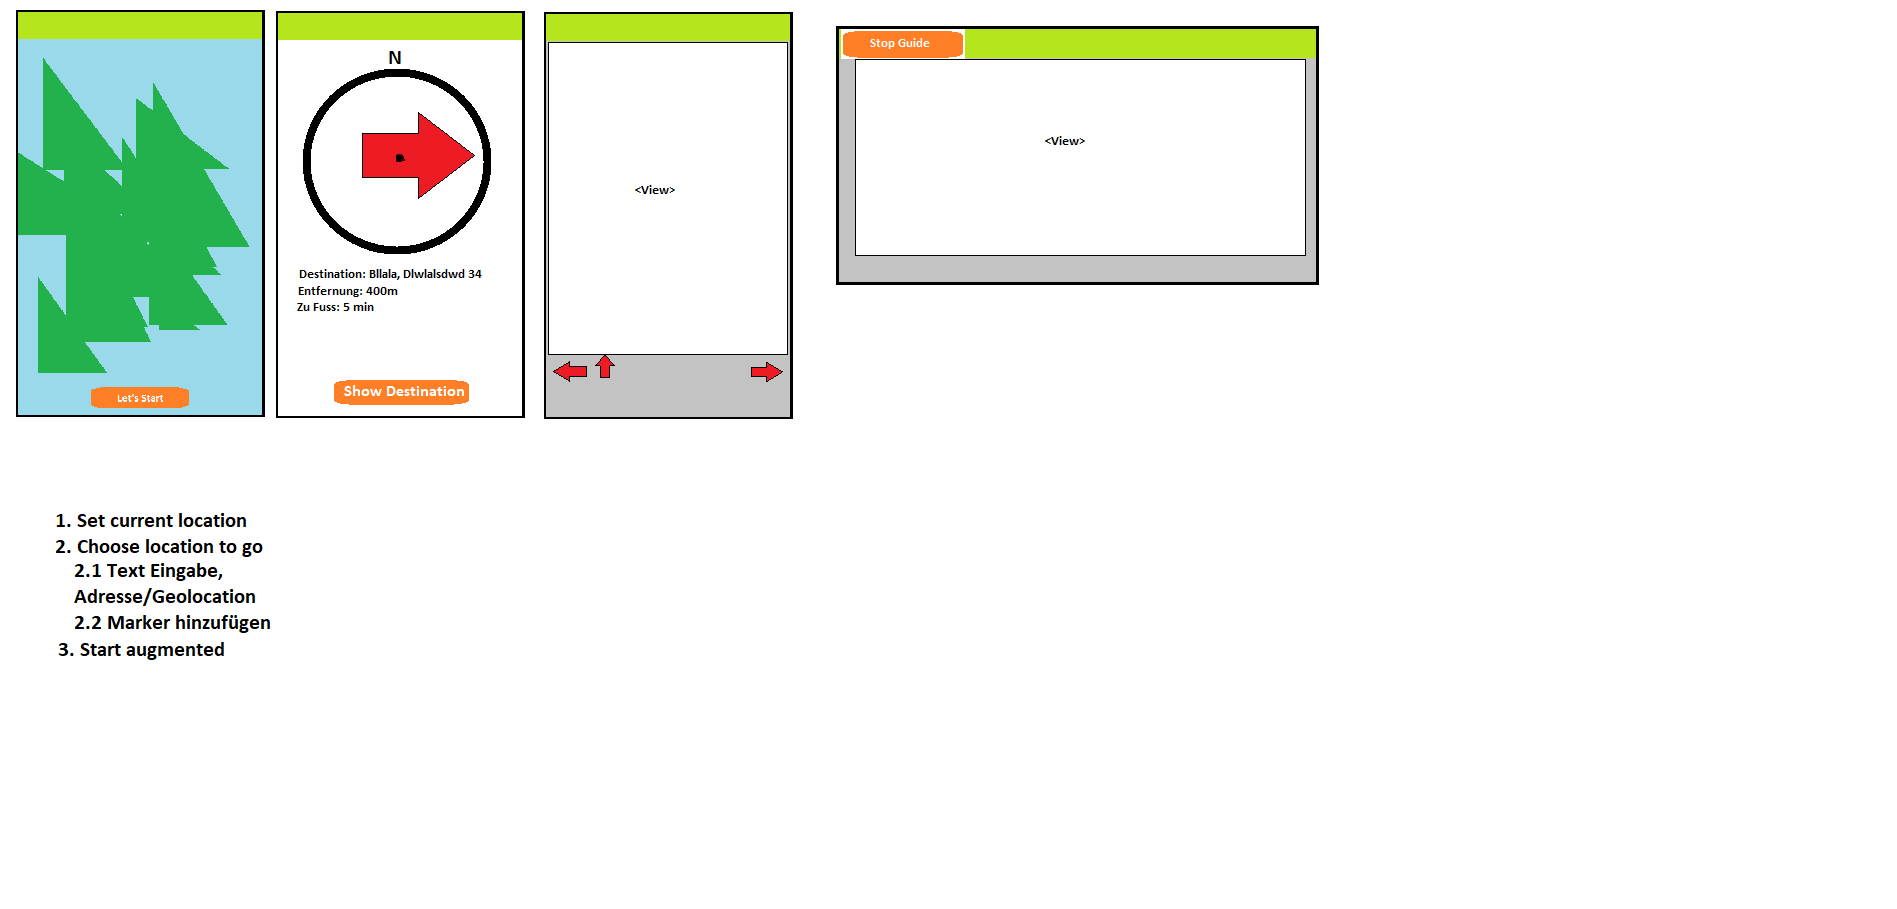 Let's Start
N
Destination: Bllala, Dlwlalsdwd 34
Entfernung: 400m
Zu Fuss: 5 min
Show Destination
<View>
Stop Guide
<View>
1. Set current location
2. Choose location to go
2.1 Text Eingabe,
Adresse/Geolocation
2.2 Marker hinzufügen
3. Start augmented